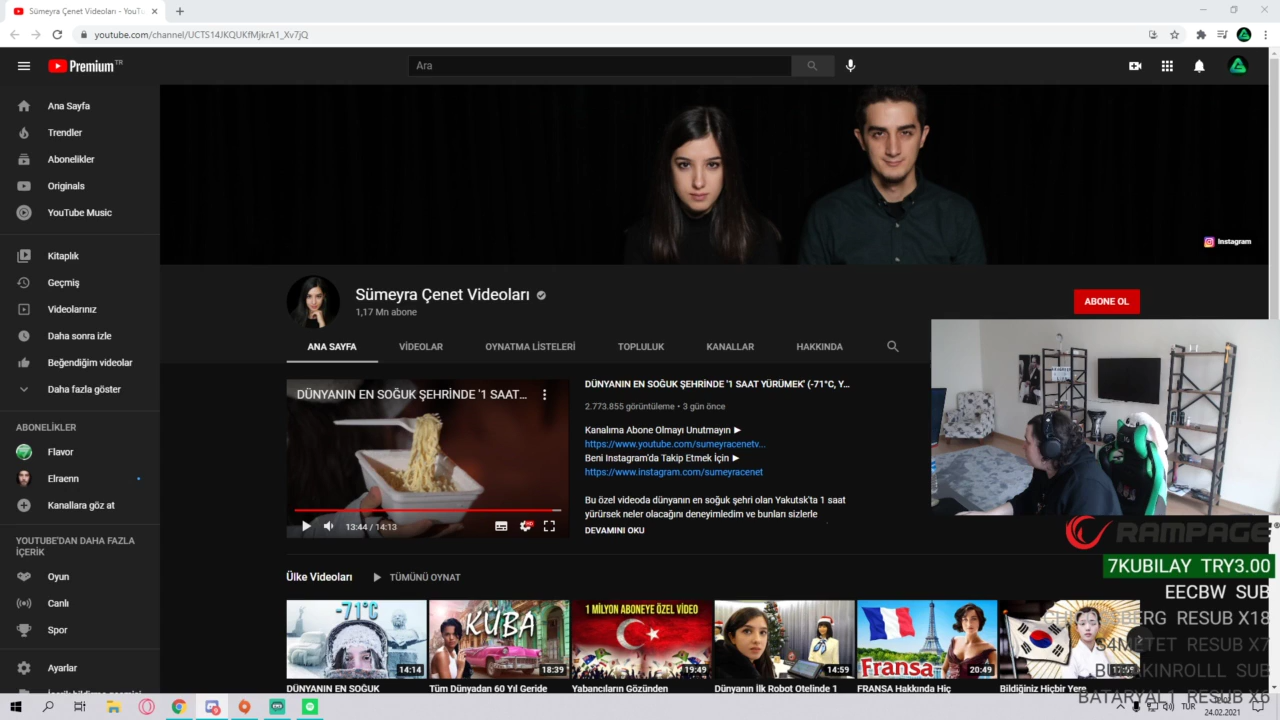 Sümeyra Çenet Videoları - YouTu
youtube.com/channel/UCTS14JKQUKfMjkrA1_Xv7jQ
Premium TR
Ara
Ana Sayfa
Trendler
Abonelikler
Originals
YouTube Music
Kitaplık
Geçmiş
Videolarınız
Daha sonra izle
Beğendiğim videolar
Daha fazla göster
ABONELİKLER
Flavor
Elraenn
Kanallara göz at
YOUTUBE'DAN DAHA FAZLA
İÇERİK
Oyun
Canlı
Spor
Ayarlar
Instagram
Sümeyra Çenet Videoları
1,17 Mn abone
ABONE OL
ANA SAYFA
VİDEOLAR
OYNATMA LİSTELERİ
TOPLULUK
KANALLAR
HAKKINDA
DÜNYANIN EN SOĞUK ŞEHRİNDE '1 SAAT...
13:44 / 14:13
DÜNYANIN EN SOĞUK ŞEHRİNDE '1 SAAT YÜRÜMEK' (-71°C, Y...
2.773.855 görüntüleme • 3 gün önce
Kanalıma Abone Olmayı Unutmayın ►
https://www.youtube.com/sumeyracenetv...
Beni Instagram'da Takip Etmek İçin ►
https://www.instagram.com/sumeyracenet
Bu özel videoda dünyanın en soğuk şehri olan Yakutsk'ta 1 saat
yürürsek neler olacağını deneyimledim ve bunları sizlerle
DEVAMINI OKU
Ülke Videoları
TÜMÜNÜ OYNAT
-71°C
14:14
KÜBA
18:39
1 MİLYON ABONEYE ÖZEL VİDEO
19:49
14:59
Fransa
20:49
DÜNYANIN EN SOĞUK
Tüm Dünyadan 60 Yıl Geride
Yabancıların Gözünden
Dünyanın İlk Robot Otelinde 1
FRANSA Hakkında Hiç
Bildiğiniz Hiçbir Yere
RAMPAGE®
7KUBILAY TRY3.00
EECBW SUB
RESUB X18
S4METET RESUB X7
SUB
BATARYAL1 RESUB X6
TUR
24.02.2021